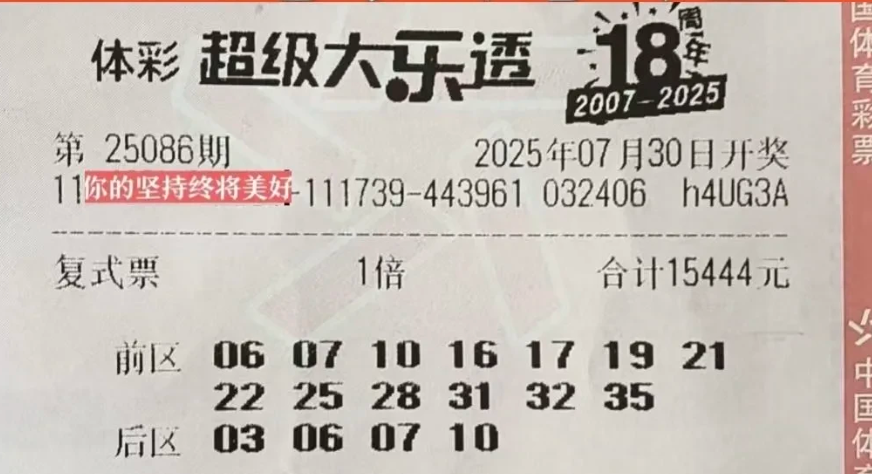 体彩 超级大乐透 18周年
2007-2025
第 25086期 2025年07月30日开奖
11你的坚持终将美好-111739-443961 032406 h4UG3A
复式票 1倍 合计15444元
前区 06 07 10 16 17 19 21
22 25 28 31 32 35
后区 03 06 07 10
国体育彩票
中国体育